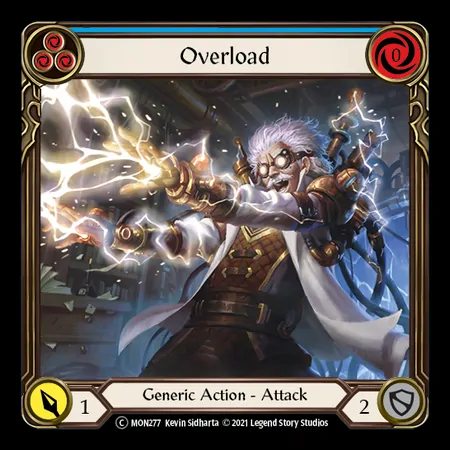 Overload
0
Generic Action - Attack
1
2
C MON277 Kevin Sidharta © 2021 Legend Story Studios